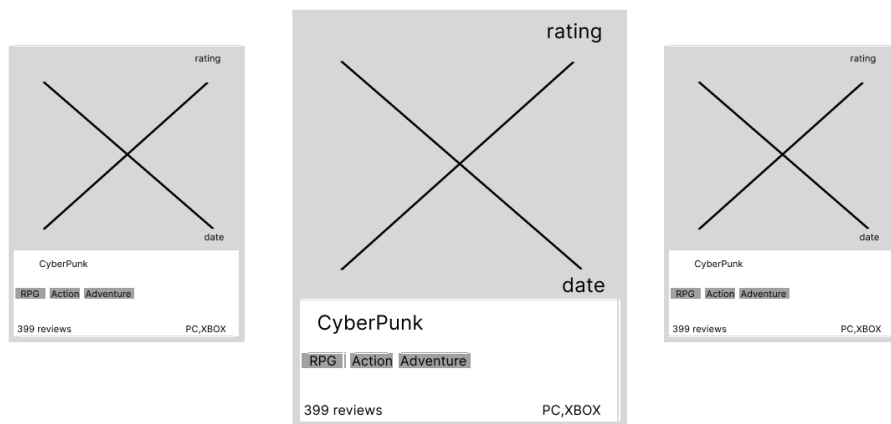 rating
date
CyberPunk
RPG Action Adventure
399 reviews PC,XBOX
rating
date
CyberPunk
RPG Action Adventure
399 reviews PC,XBOX
rating
date
CyberPunk
RPG Action Adventure
399 reviews PC,XBOX